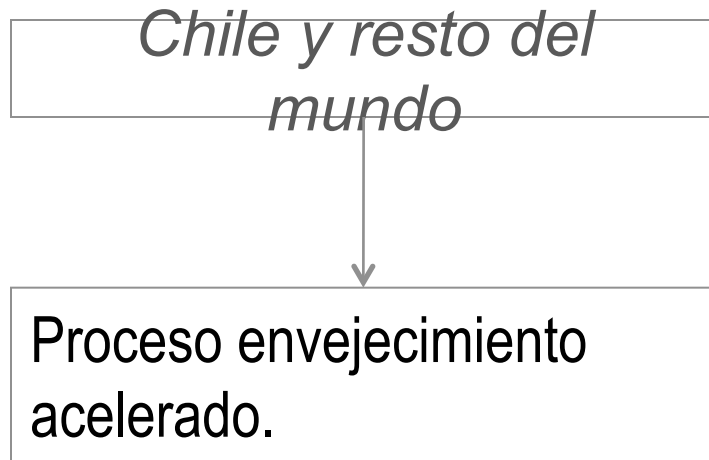 Chile y resto del
mundo
Proceso envejecimiento
acelerado.